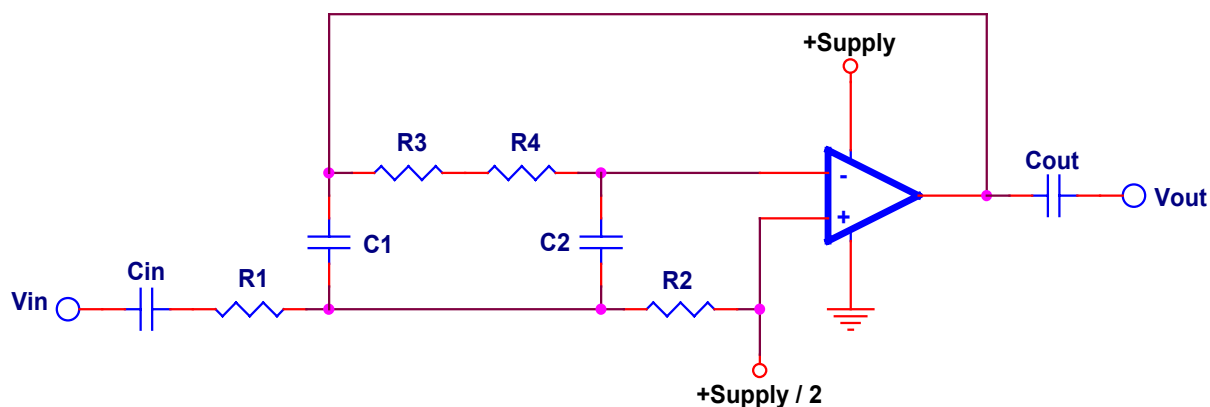 +Supply
R3
R4
Cout
-
Vout
+
C1
C2
Cin
R1
R2
Vin
+Supply / 2